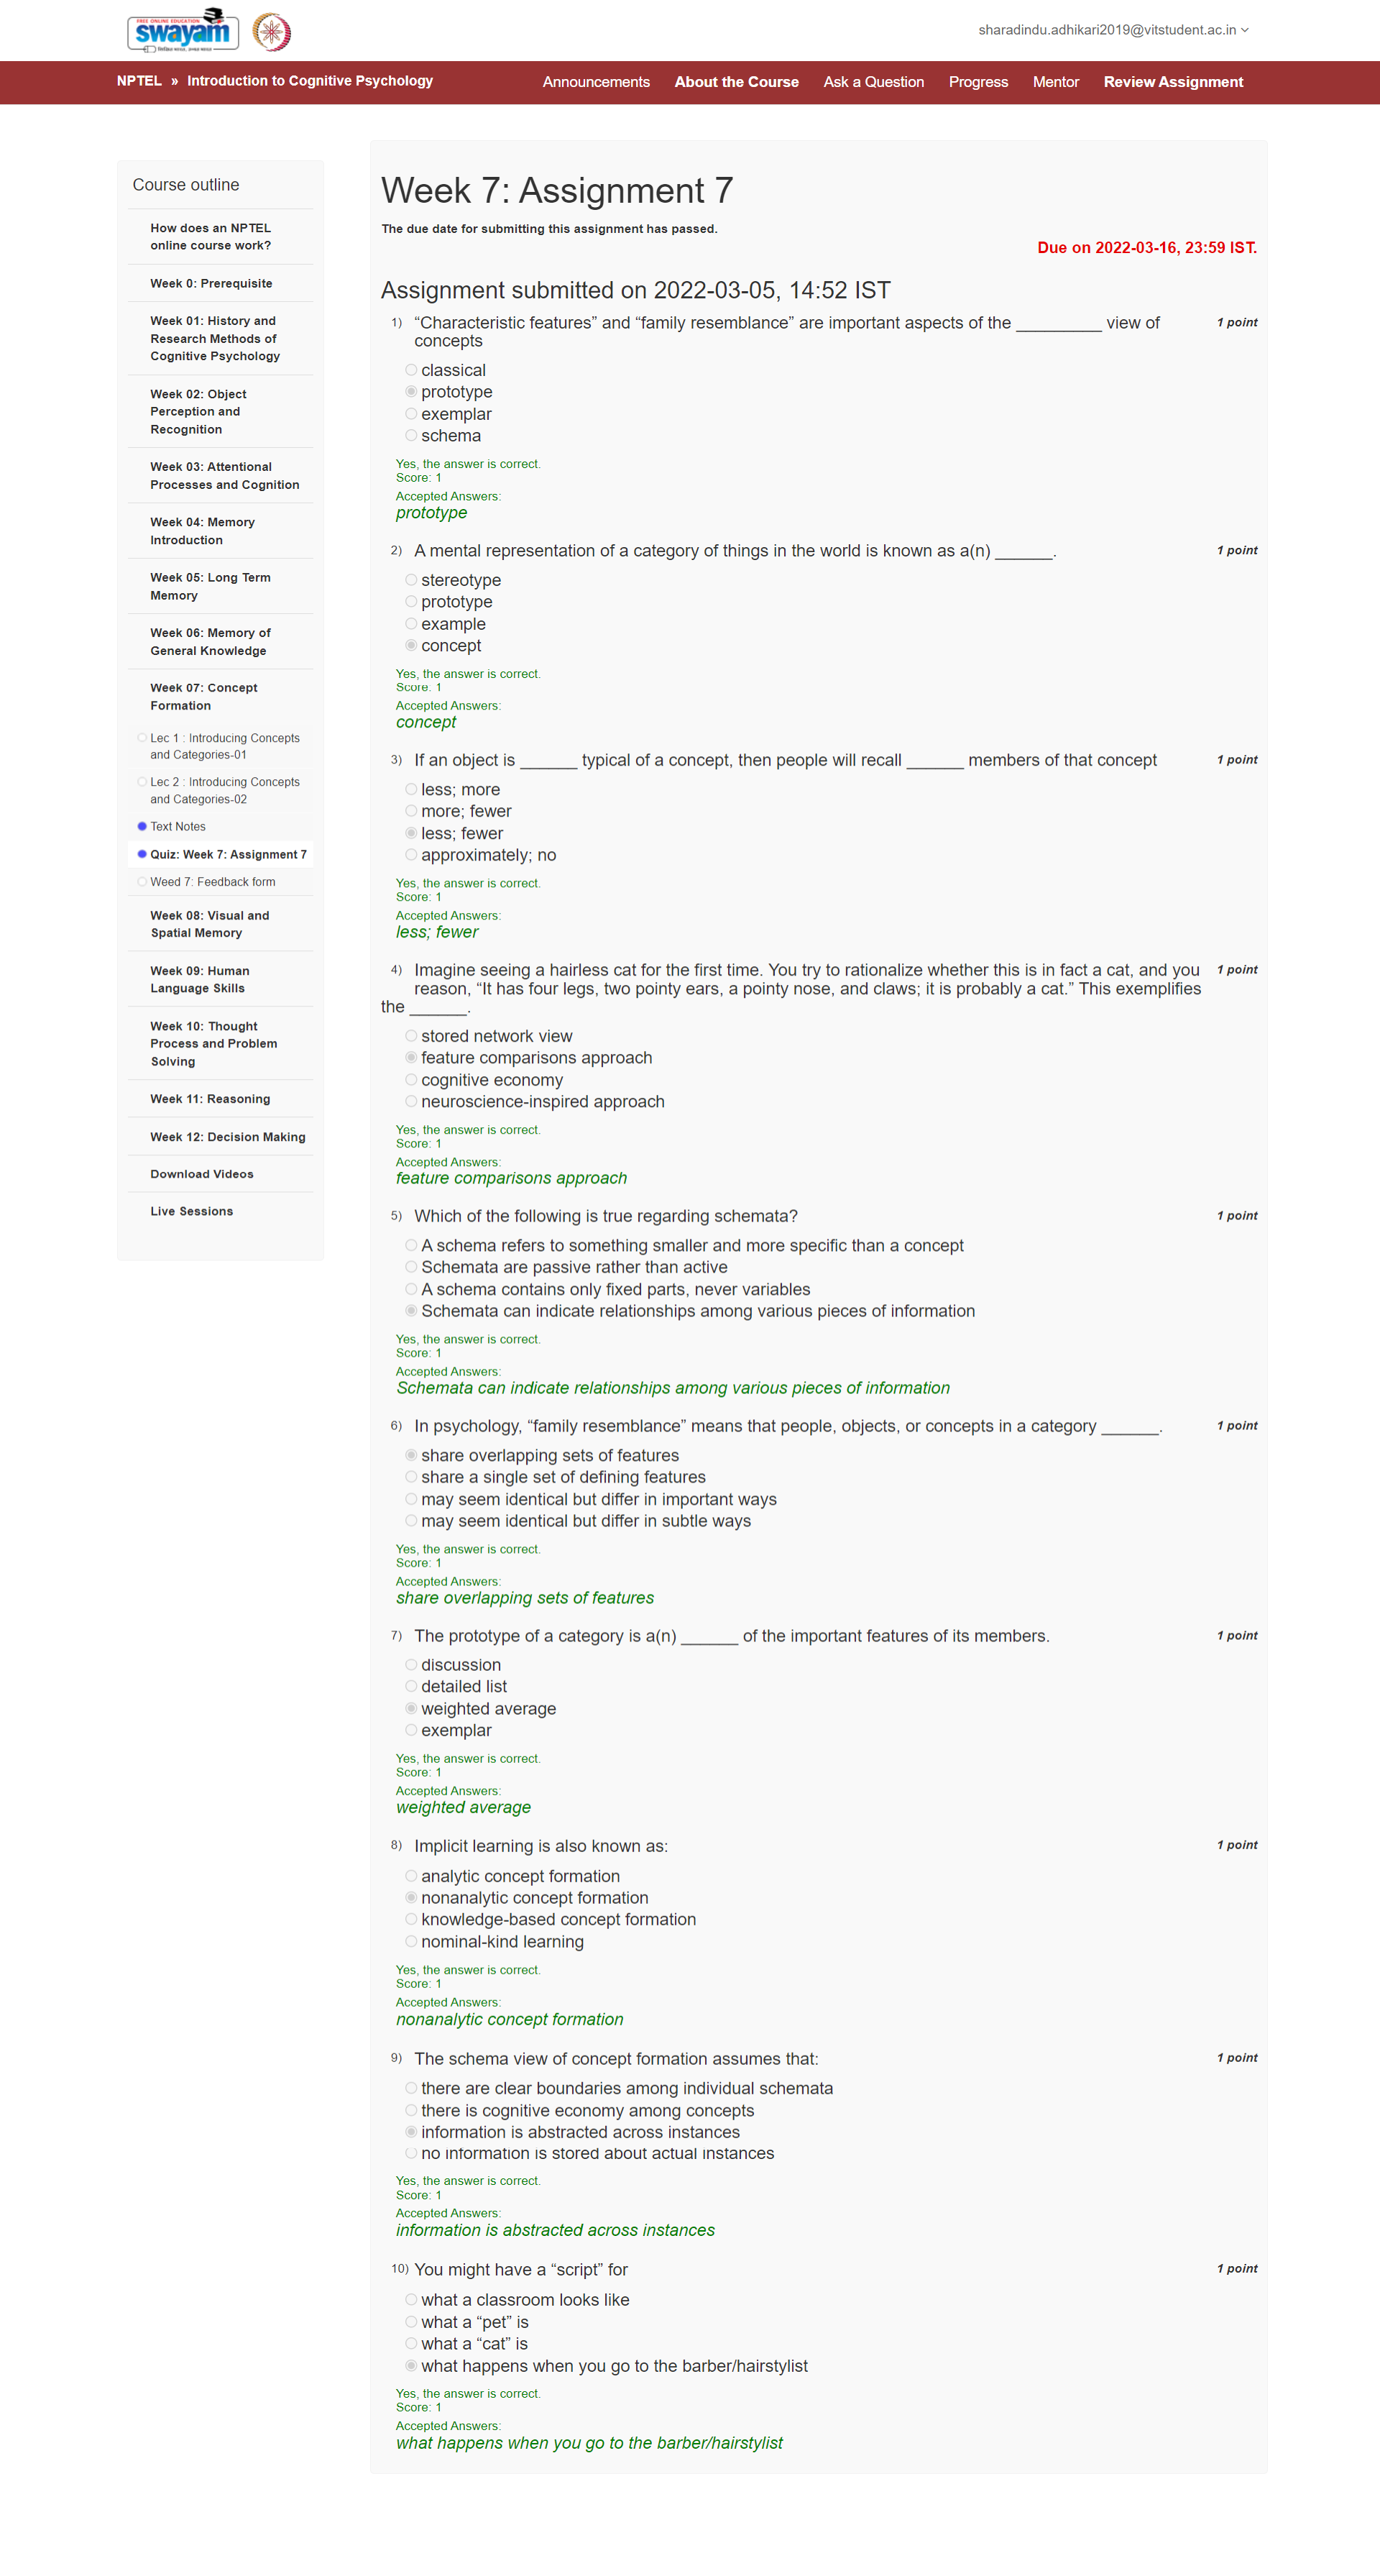 FREE ONLINE EDUCATION
swayam
sharadindu.adhikari2019@vitstudent.ac.in
NPTEL » Introduction to Cognitive Psychology
Announcements
About the Course
Ask a Question
Progress
Mentor
Review Assignment
Course outline
How does an NPTEL
online course work?
Week 0: Prerequisite
Week 01: History and
Research Methods of
Cognitive Psychology
Week 02: Object
Perception and
Recognition
Week 03: Attentional
Processes and Cognition
Week 04: Memory
Introduction
Week 05: Long Term
Memory
Week 06: Memory of
General Knowledge
Week 07: Concept
Formation
Lec 1 : Introducing Concepts
and Categories-01
Lec 2 : Introducing Concepts
and Categories-02
Text Notes
Quiz: Week 7: Assignment 7
Weed 7: Feedback form
Week 08: Visual and
Spatial Memory
Week 09: Human
Language Skills
Week 10: Thought
Process and Problem
Solving
Week 11: Reasoning
Week 12: Decision Making
Download Videos
Live Sessions
Week 7: Assignment 7
The due date for submitting this assignment has passed.
Due on 2022-03-16, 23:59 IST.
Assignment submitted on 2022-03-05, 14:52 IST
1) “Characteristic features” and “family resemblance” are important aspects of the _________ view of 1 point
concepts
classical
prototype
exemplar
schema
Yes, the answer is correct.
Score: 1
Accepted Answers:
prototype
2) A mental representation of a category of things in the world is known as a(n) ______. 1 point
stereotype
prototype
example
concept
Yes, the answer is correct.
Score: 1
Accepted Answers:
concept
3) If an object is ______ typical of a concept, then people will recall ______ members of that concept 1 point
less; more
more; fewer
less; fewer
approximately; no
Yes, the answer is correct.
Score: 1
Accepted Answers:
less; fewer
4) Imagine seeing a hairless cat for the first time. You try to rationalize whether this is in fact a cat, and you 1 point
reason, “It has four legs, two pointy ears, a pointy nose, and claws; it is probably a cat.” This exemplifies
the ______.
stored network view
feature comparisons approach
cognitive economy
neuroscience-inspired approach
Yes, the answer is correct.
Score: 1
Accepted Answers:
feature comparisons approach
5) Which of the following is true regarding schemata? 1 point
A schema refers to something smaller and more specific than a concept
Schemata are passive rather than active
A schema contains only fixed parts, never variables
Schemata can indicate relationships among various pieces of information
Yes, the answer is correct.
Score: 1
Accepted Answers:
Schemata can indicate relationships among various pieces of information
6) In psychology, “family resemblance” means that people, objects, or concepts in a category ______. 1 point
share overlapping sets of features
share a single set of defining features
may seem identical but differ in important ways
may seem identical but differ in subtle ways
Yes, the answer is correct.
Score: 1
Accepted Answers:
share overlapping sets of features
7) The prototype of a category is a(n) ______ of the important features of its members. 1 point
discussion
detailed list
weighted average
exemplar
Yes, the answer is correct.
Score: 1
Accepted Answers:
weighted average
8) Implicit learning is also known as: 1 point
analytic concept formation
nonanalytic concept formation
knowledge-based concept formation
nominal-kind learning
Yes, the answer is correct.
Score: 1
Accepted Answers:
nonanalytic concept formation
9) The schema view of concept formation assumes that: 1 point
there are clear boundaries among individual schemata
there is cognitive economy among concepts
information is abstracted across instances
no information is stored about actual instances
Yes, the answer is correct.
Score: 1
Accepted Answers:
information is abstracted across instances
10) You might have a “script” for 1 point
what a classroom looks like
what a “pet” is
what a “cat” is
what happens when you go to the barber/hairstylist
Yes, the answer is correct.
Score: 1
Accepted Answers:
what happens when you go to the barber/hairstylist